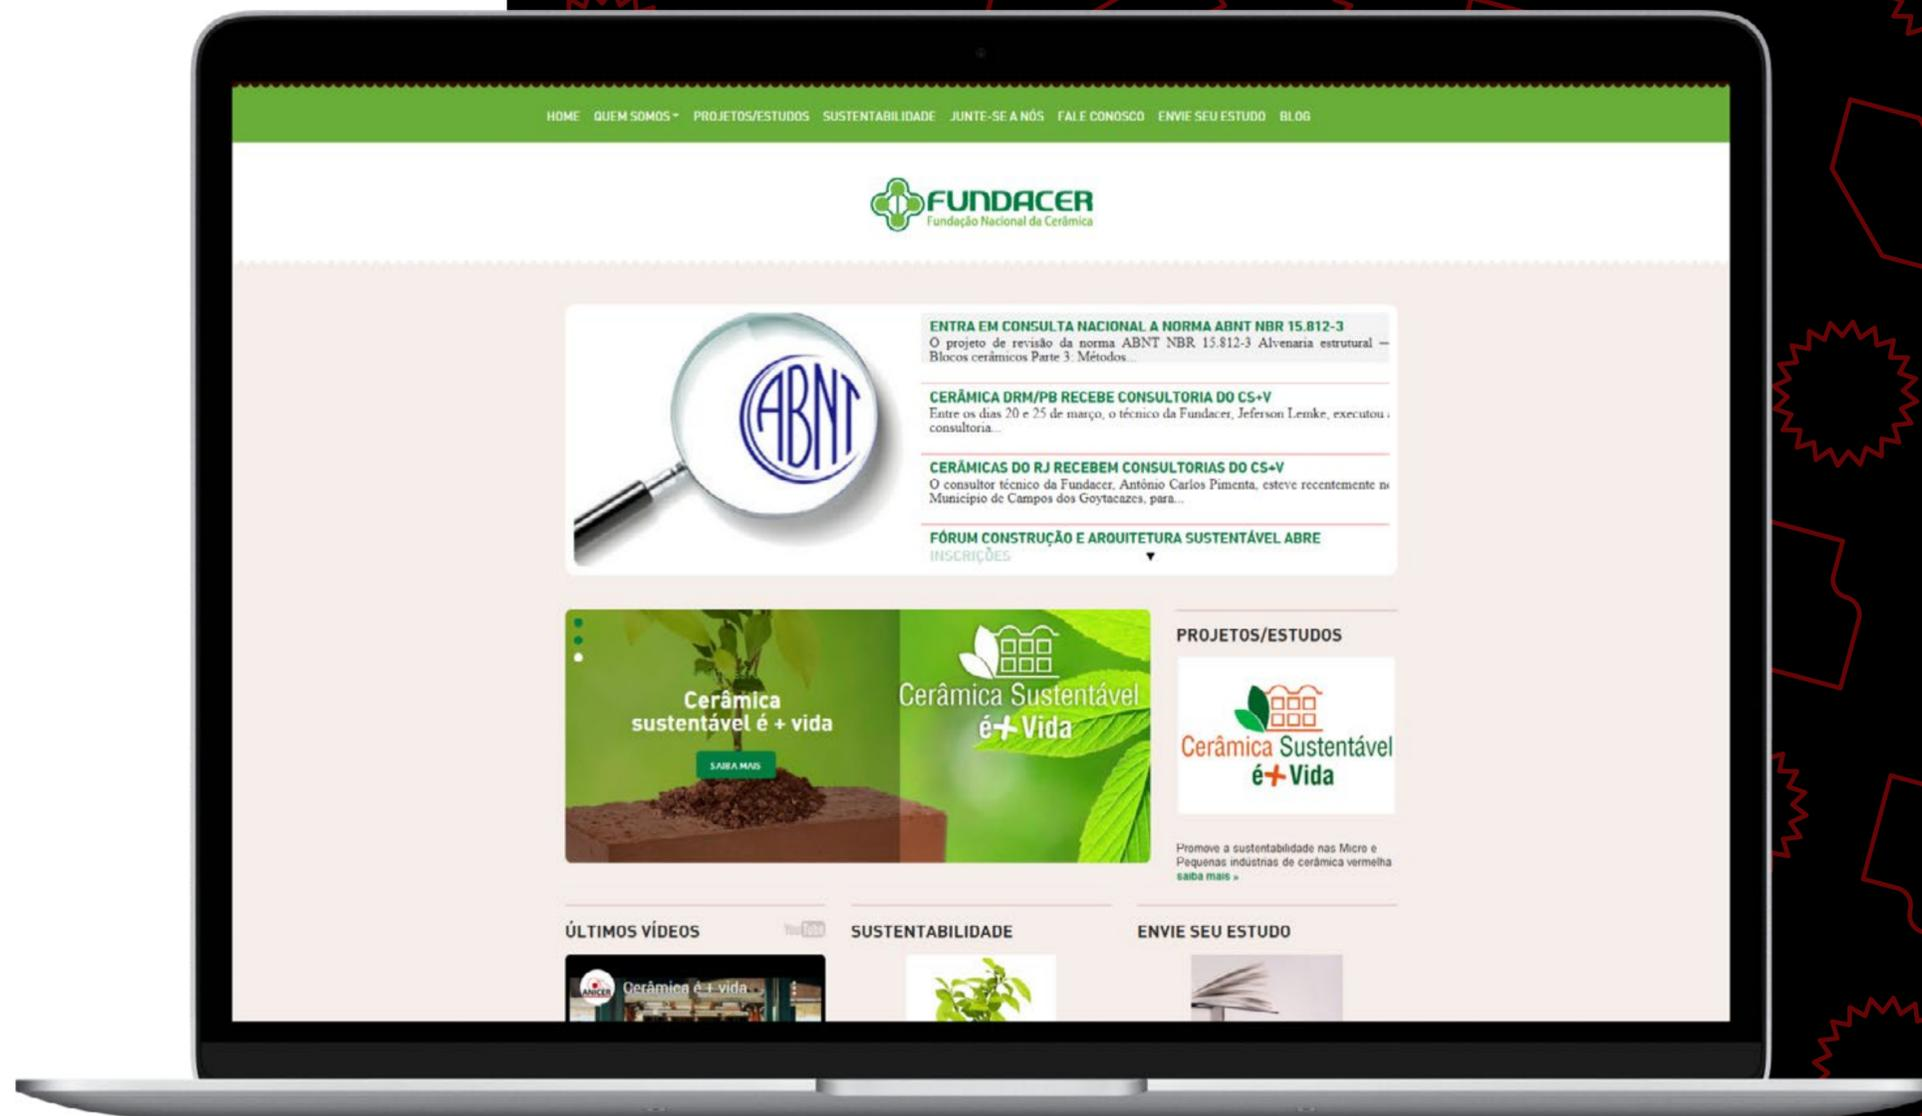 HOME QUEM SOMOS PROJETOS/ESTUDOS SUSTENTABILIDADE JUNTE-SE A NÓS FALE CONOSCO ENVIE SEU ESTUDO BLOG
FUNDACER
Fundação Nacional da Cerâmica
ABNT
ENTRA EM CONSULTA NACIONAL A NORMA ABNT NBR 15.812-3
O projeto de revisão da norma ABNT NBR 15.812-3 Alvenaria estrutural —
Blocos cerâmicos Parte 3: Métodos...
CERÂMICA DRM/PB RECEBE CONSULTORIA DO CS+V
Entre os dias 20 e 25 de março, o técnico da Fundacer, Jeferson Lemke, executou
consultoria...
CERÂMICAS DO RJ RECEBEM CONSULTORIAS DO CS+V
O consultor técnico da Fundacer, Antônio Carlos Pimenta, esteve recentemente
Município de Campos dos Goytacazes, para...
FÓRUM CONSTRUÇÃO E ARQUITETURA SUSTENTÁVEL ABRE
INSCRIÇÕES
Cerâmica
sustentável é + vida
SAIBA MAIS
Cerâmica Sustentável
é+Vida
PROJETOS/ESTUDOS
Cerâmica Sustentável
é+Vida
Promove a sustentabilidade nas Micro e
Pequenas indústrias de cerâmica vermelha
saiba mais »
ÚLTIMOS VÍDEOS
YouTube
SUSTENTABILIDADE
ENVIE SEU ESTUDO
ANICER
Cerâmica é + vida